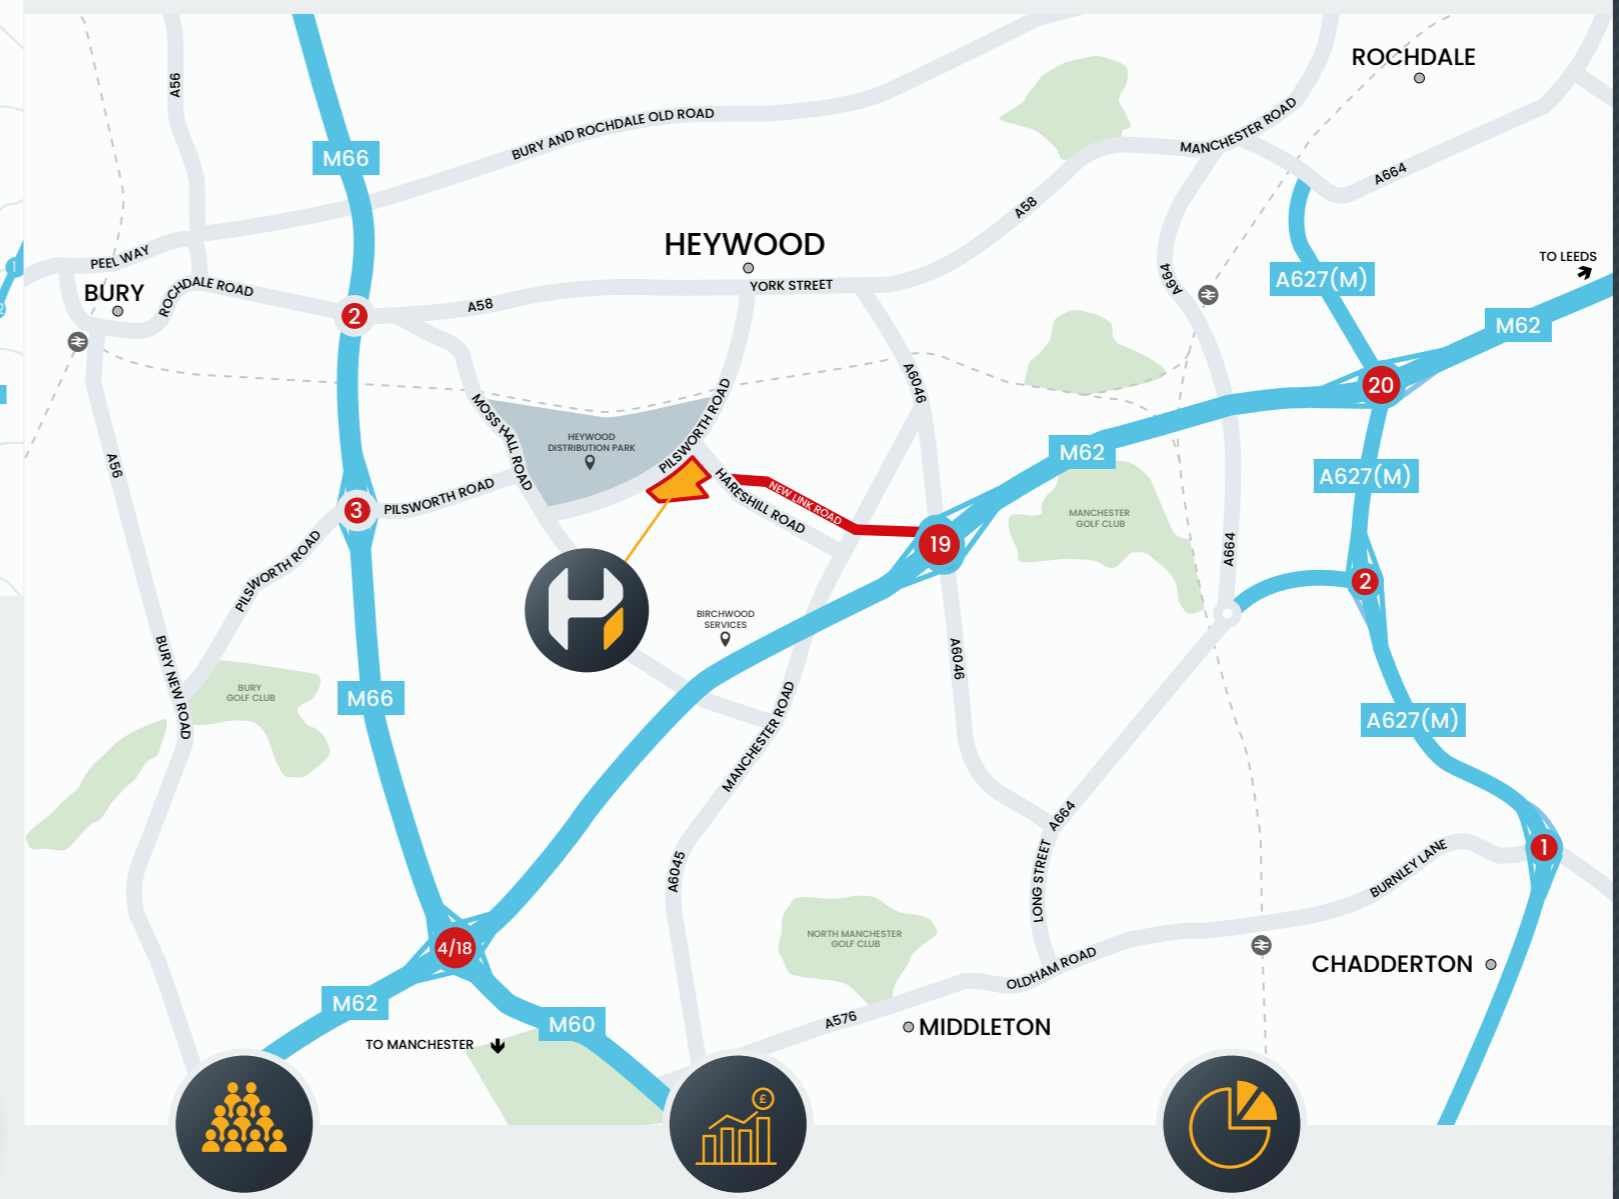 ROCHDALE
A56
BURY AND ROCHDALE OLD ROAD
MANCHESTER ROAD
M66
A664
A58
HEYWOOD
PEEL WAY
TO LEEDS
A664
A627(M)
BURY
ROCHDALE ROAD
YORK STREET
A58
2
M62
A6046
20
MOSS HALL ROAD
PILSWORTH ROAD
HEYWOOD
DISTRIBUTION PARK
M62
A56
A627(M)
PILSWORTH ROAD
HARESHILL ROAD
NEW LINK ROAD
3
MANCHESTER
GOLF CLUB
19
A664
PILSWORTH ROAD
2
BIRCHWOOD
SERVICES
A6046
BURY NEW ROAD
BURY
GOLF CLUB
M66
A627(M)
MANCHESTER ROAD
A664
1
A6045
LONG STREET
BURNLEY LANE
NORTH MANCHESTER
GOLF CLUB
4/18
OLDHAM ROAD
CHADDERTON
M62
A576
M60
MIDDLETON
TO MANCHESTER
£
1
2